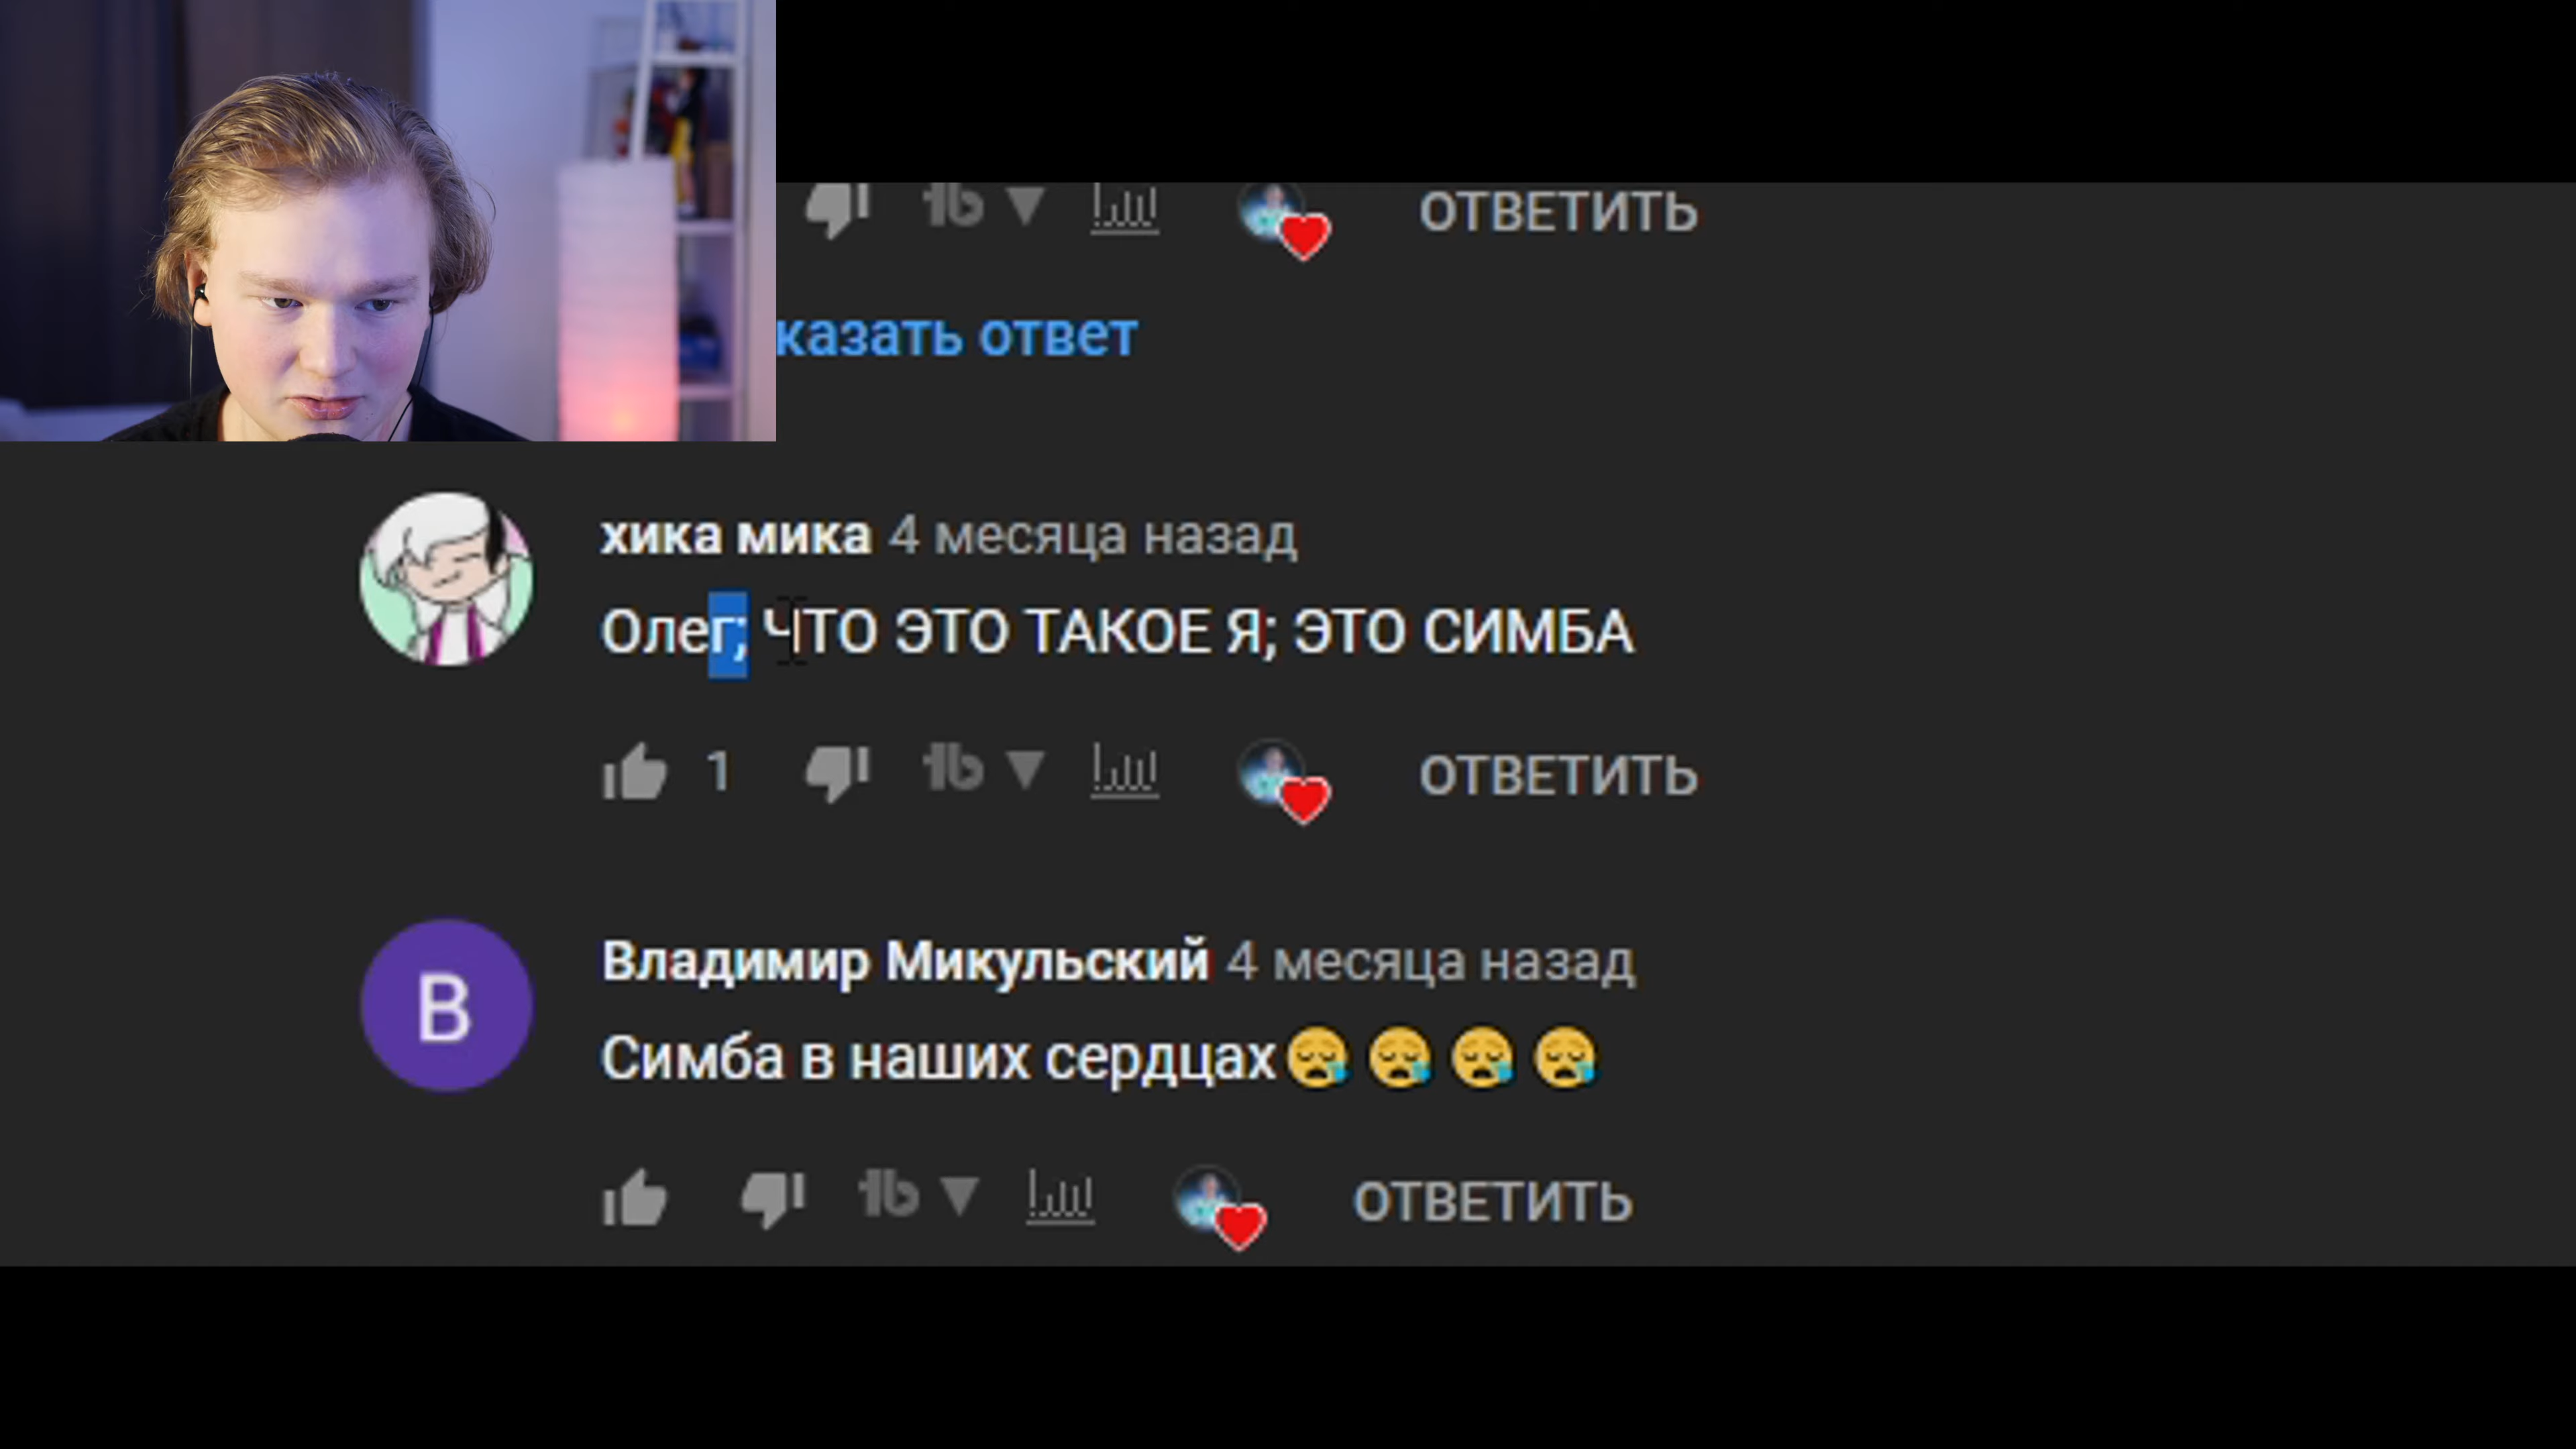 ОТВЕТИТЬ
казать ответ
хика мика 4 месяца назад
Олег; ЧТО ЭТО ТАКОЕ Я; ЭТО СИМБА
1 ОТВЕТИТЬ
В
Владимир Микульский 4 месяца назад
Симба в наших сердцах😪😪😪😪
ОТВЕТИТЬ